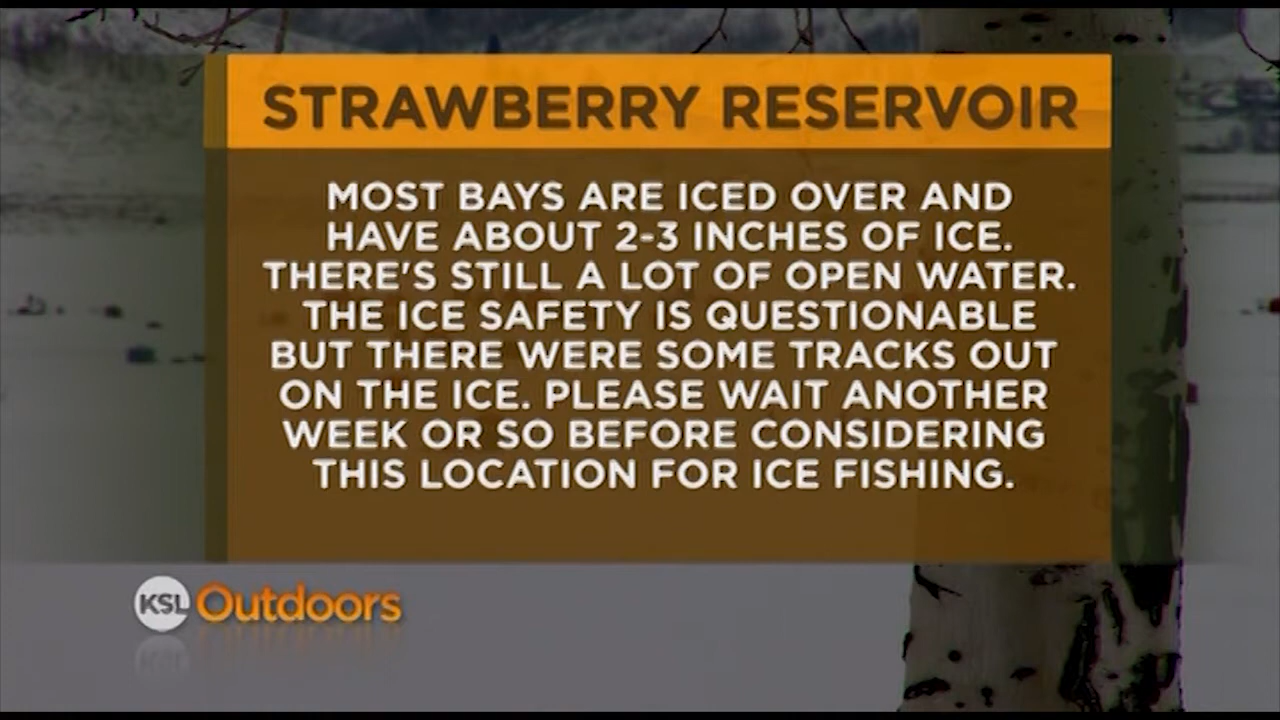 STRAWBERRY RESERVOIR
MOST BAYS ARE ICED OVER AND
HAVE ABOUT 2-3 INCHES OF ICE.
THERE'S STILL A LOT OF OPEN WATER.
THE ICE SAFETY IS QUESTIONABLE
BUT THERE WERE SOME TRACKS OUT
ON THE ICE. PLEASE WAIT ANOTHER
WEEK OR SO BEFORE CONSIDERING
THIS LOCATION FOR ICE FISHING.
KSL Outdoors